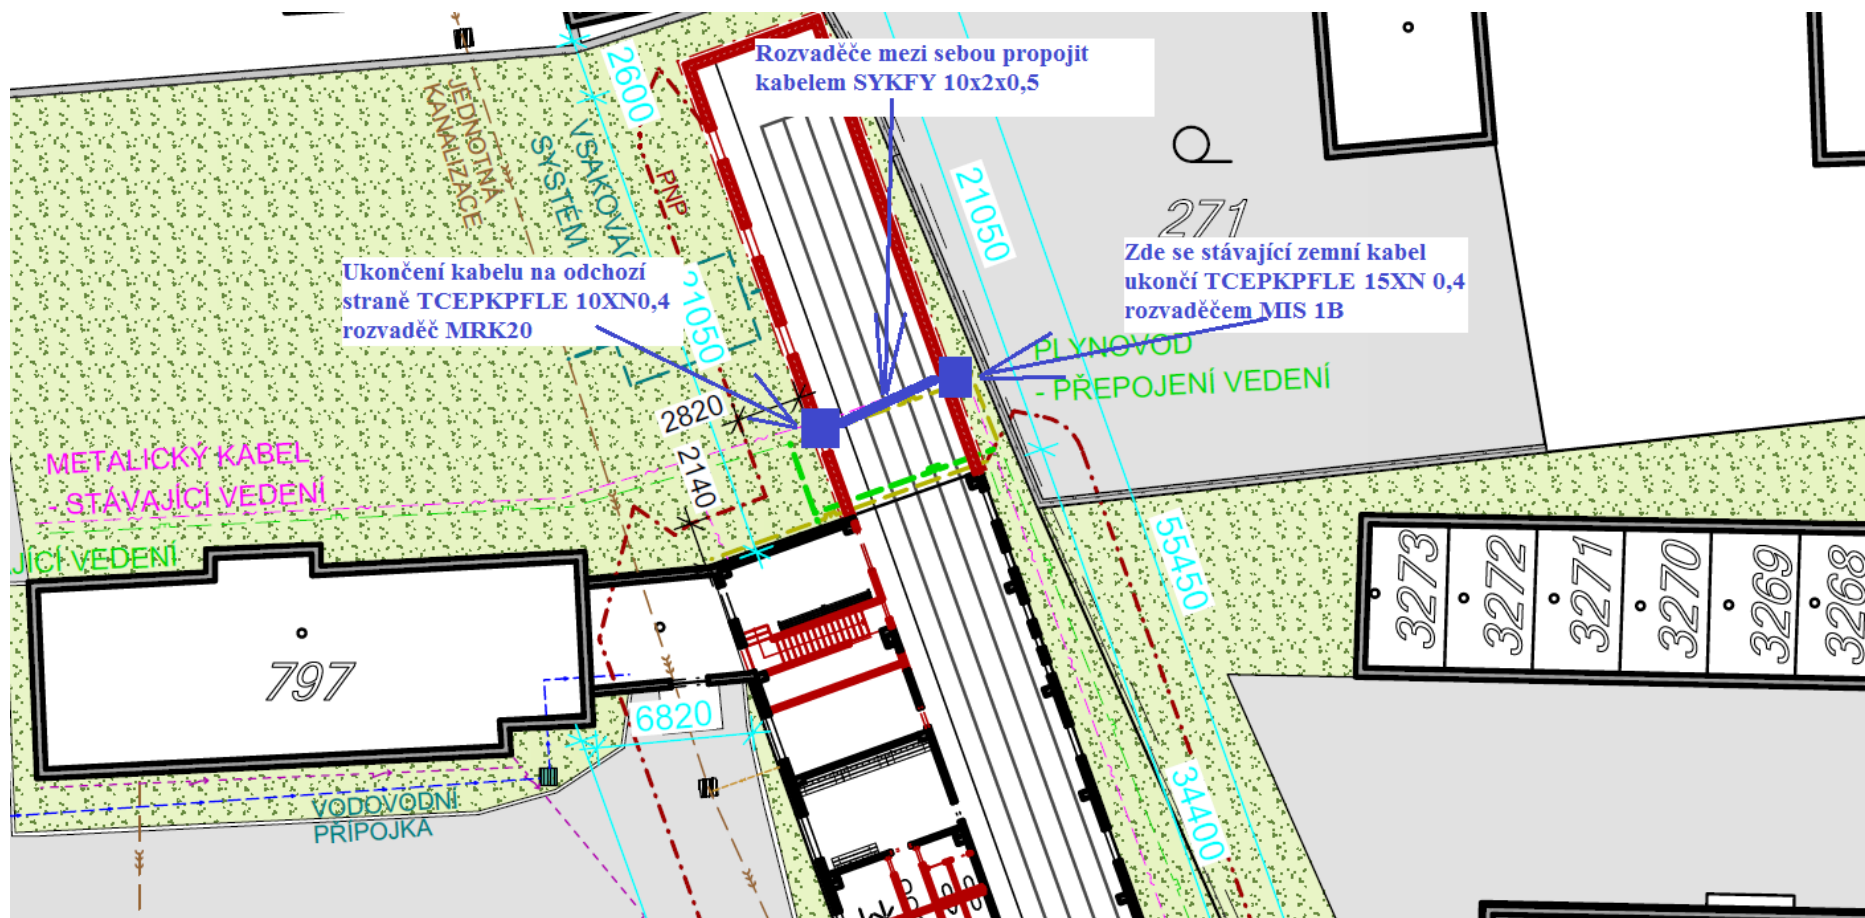 Rozvaděče mezi sebou propojit
kabelem SYKFY 10x2x0,5
2600
JEDNOTNÁ
KANALIZACE
VSAKOVAC
SYSTÉM
PNP
21050
271
Ukončení kabelu na odchozí
straně TCEPKPFLE 10XN0,4
rozvaděč MRK20
21050
Zde se stávající zemní kabel
ukončí TCEPKPFLE 15XN 0,4
rozvaděčem MIS 1B
PLYNOVOD
- PŘEPOJENÍ VEDENÍ
2820
2140
METALICKÝ KABEL
- STÁVAJÍCÍ VEDENÍ
JÍCÍ VEDENÍ
55450
3273
3272
3271
3270
3269
3268
797
6820
VODOVODNÍ
PŘÍPOJKA
34400